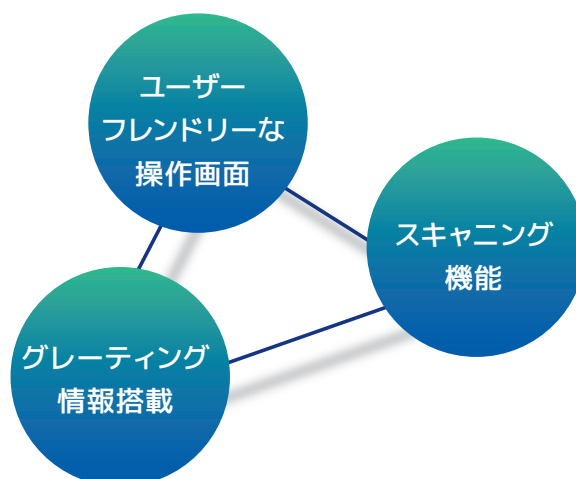 ユーザー
フレンドリーな
操作画面
スキャニング
機能
グレーティング
情報搭載